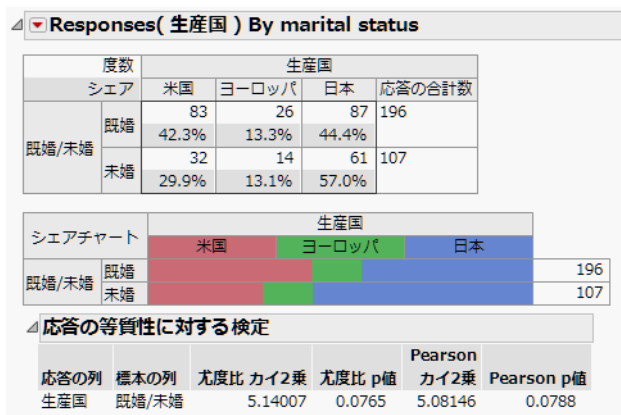 Responses( 生産国 ) By marital status
度数 生産国
シェア 米国 ヨーロッパ 日本 応答の合計数
既婚/未婚 既婚 83 26 87 196
42.3% 13.3% 44.4%
未婚 32 14 61 107
29.9% 13.1% 57.0%
シェアチャート 生産国
米国 ヨーロッパ 日本
既婚/未婚 既婚 196
未婚 107
応答の等質性に対する検定
Pearson
応答の列 標本の列 尤度比 カイ2乗 尤度比 p値 カイ2乗 Pearson p値
生産国 既婚/未婚 5.14007 0.0765 5.08146 0.0788